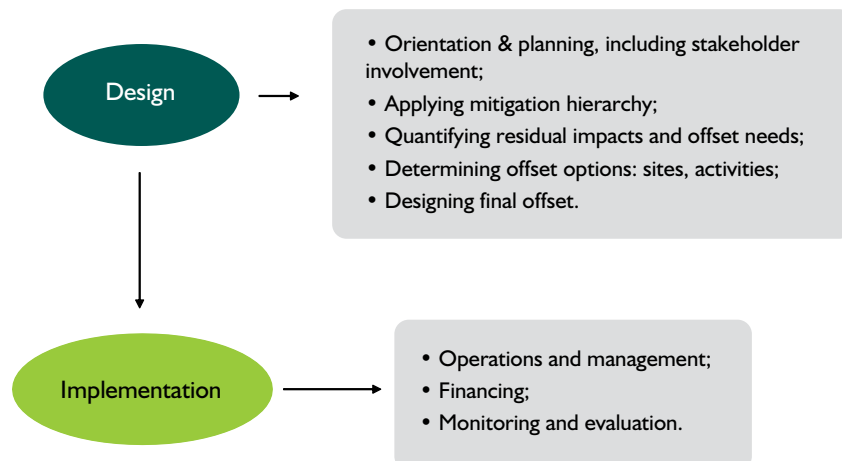 Design
• Orientation & planning, including stakeholder
involvement;
• Applying mitigation hierarchy;
• Quantifying residual impacts and offset needs;
• Determining offset options: sites, activities;
• Designing final offset.
Implementation
• Operations and management;
• Financing;
• Monitoring and evaluation.